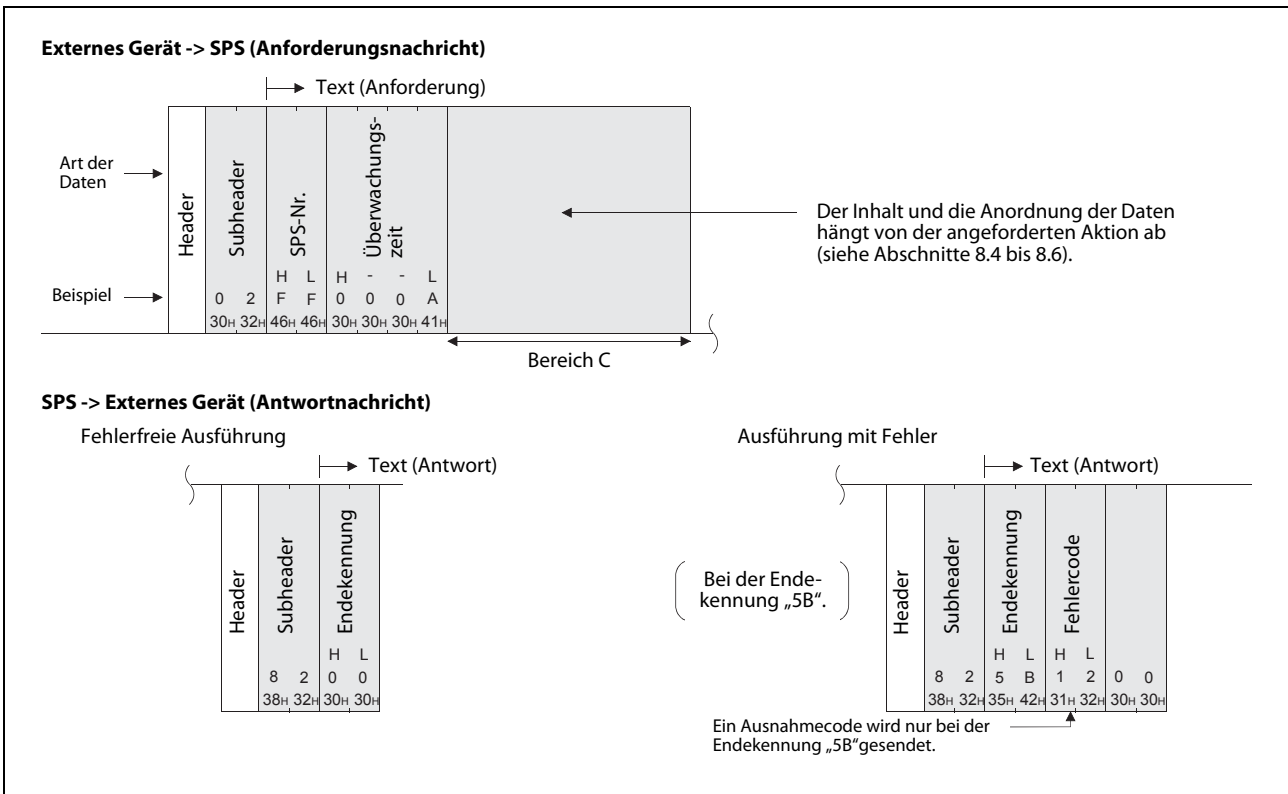 Externes Gerät -> SPS (Anforderungsnachricht)
Text (Anforderung)
Art der
Daten
Header
Subheader
SPS-Nr.
Überwachungs-
zeit
Der Inhalt und die Anordnung der Daten
hängt von der angeforderten Aktion ab
(siehe Abschnitte 8.4 bis 8.6).
H L H - - L
Beispiel
0 2 F F 0 0 0 A
30H 32H 46H 46H 30H 30H 30H 41H
Bereich C
SPS -> Externes Gerät (Antwortnachricht)
Fehlerfreie Ausführung
Text (Antwort)
Header
Subheader
Endekennung
H L
8 2 0 0
38H 32H 30H 30H
Ausführung mit Fehler
Text (Antwort)
Bei der Ende-
kennung „5B“.
Header
Subheader
Endekennung
Fehlercode
H L H L
8 2 5 B 1 2 0 0
38H 32H 35H 42H 31H 32H 30H 30H
Ein Ausnahmecode wird nur bei der
Endekennung „5B“gesendet.